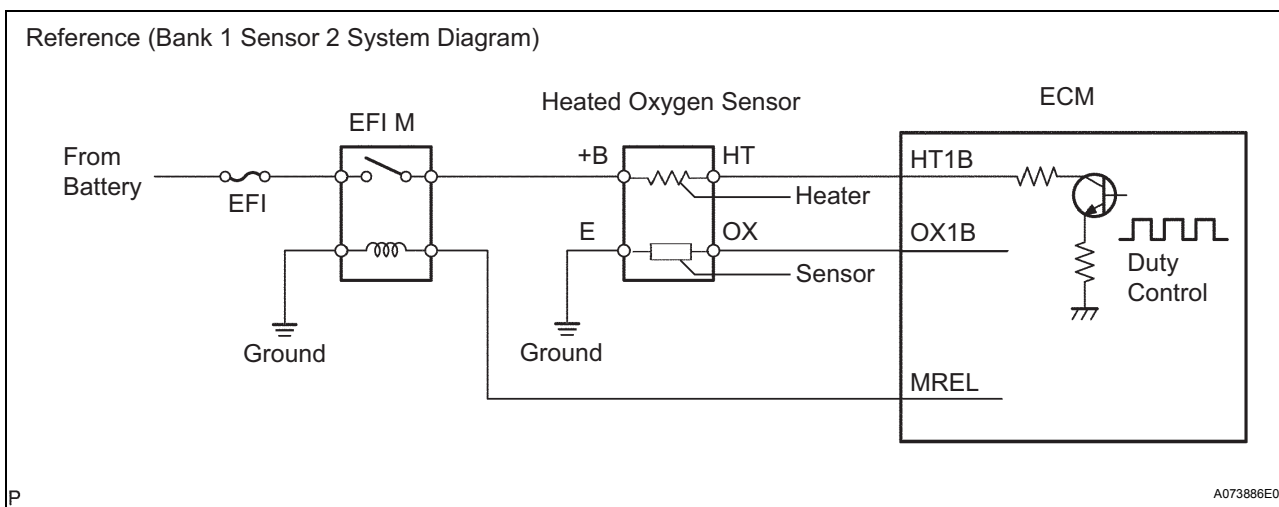 Reference (Bank 1 Sensor 2 System Diagram)
ECM
Heated Oxygen Sensor
EFI M
From
Battery
EFI
+B
HT
HT1B
Heater
E
OX
OX1B
Sensor
Duty
Control
Ground
Ground
MREL
P
A073886E0